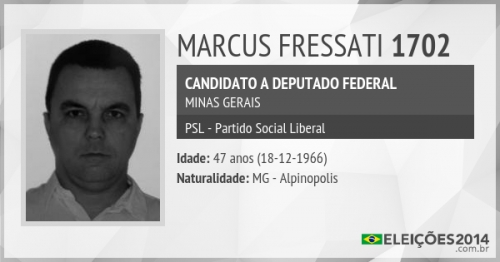 MARCUS FRESSATI 1702
CANDIDATO A DEPUTADO FEDERAL
MINAS GERAIS
PSL - Partido Social Liberal
Idade: 47 anos (18-12-1966)
Naturalidade: MG - Alpinopolis
ELEIÇÕES2014
.com.br